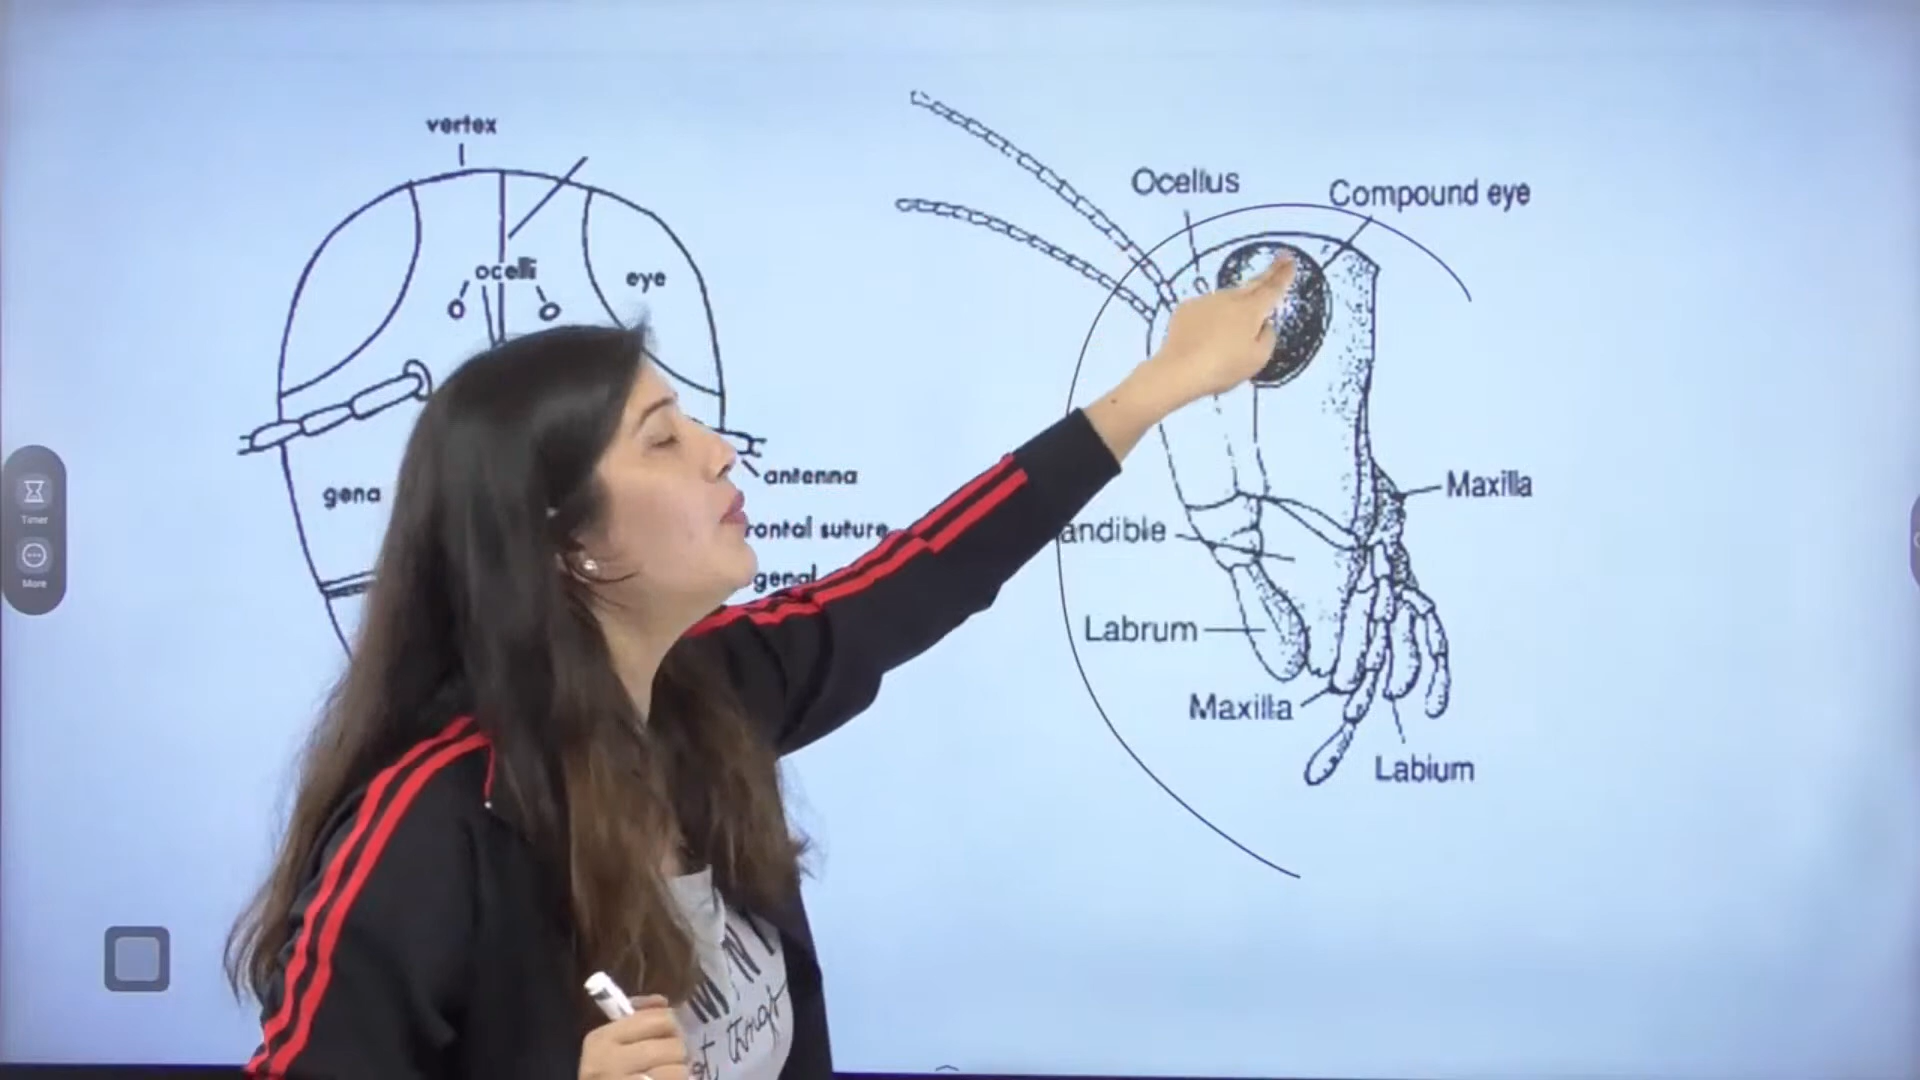 vertex
ocelli
eye
gena
antenna
rontal suture
genal
Ocellus
Compound eye
Maxilla
andible
Labrum
Maxilla
Labium
Timer
More